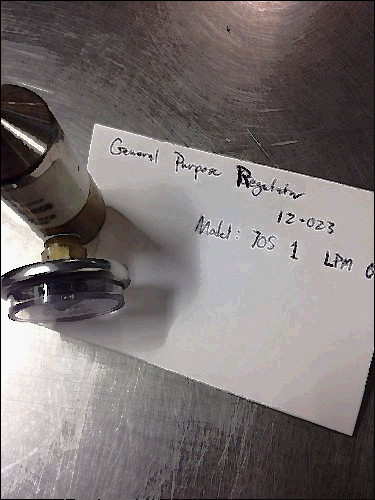 General Purpose Regulator
12-023
Model: 70S 1 LPM